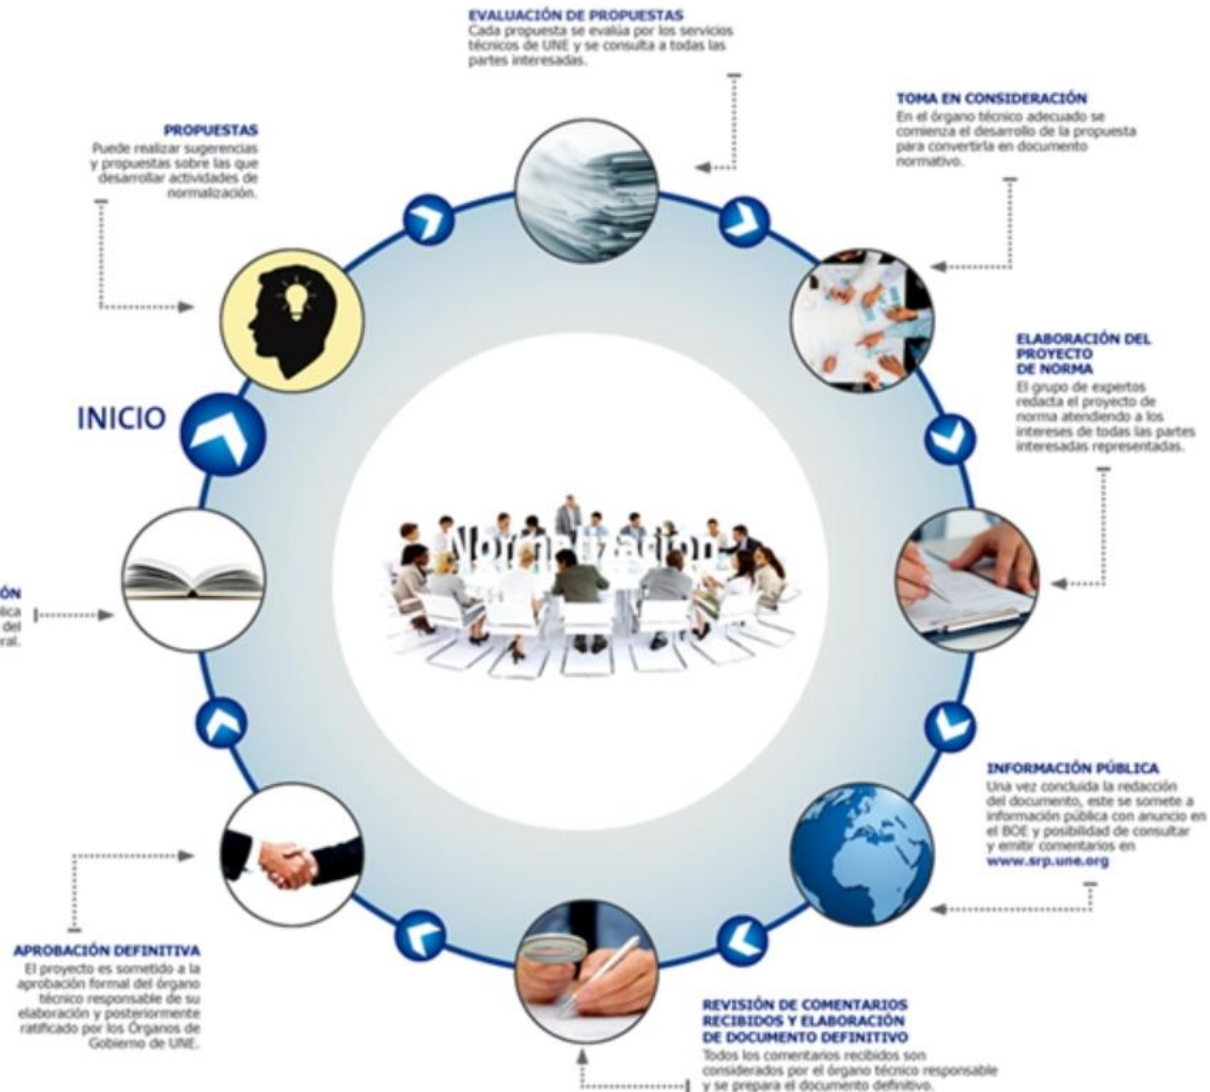 EVALUACIÓN DE PROPUESTAS
Cada propuesta se evalúa por los servicios
técnicos de UNE y se consulta a todas las
partes interesadas.
TOMA EN CONSIDERACIÓN
En el órgano técnico adecuado se
comienza el desarrollo de la propuesta
para convertirla en documento
normativo.
PROPUESTAS
Puede realizar sugerencias
y propuestas sobre las que
desarrollar actividades de
normalización.
ELABORACIÓN DEL
PROYECTO
DE NORMA
El grupo de expertos
redacta el proyecto de
norma atendiendo a los
intereses de todas las partes
interesadas representadas.
INICIO
Normalización
ÓN
lica
del
ral.
INFORMACIÓN PÚBLICA
Una vez concluida la redacción
del documento, este se somete a
información pública con anuncio en
el BOE y posibilidad de consultar
y emitir comentarios en
www.srp.une.org
APROBACIÓN DEFINITIVA
El proyecto es sometido a la
aprobación formal del órgano
técnico responsable de su
elaboración y posteriormente
ratificado por los Órganos de
Gobierno de UNE.
REVISIÓN DE COMENTARIOS
RECIBIDOS Y ELABORACIÓN
DE DOCUMENTO DEFINITIVO
Todos los comentarios recibidos son
considerados por el órgano técnico responsable
y se prepara el documento definitivo.